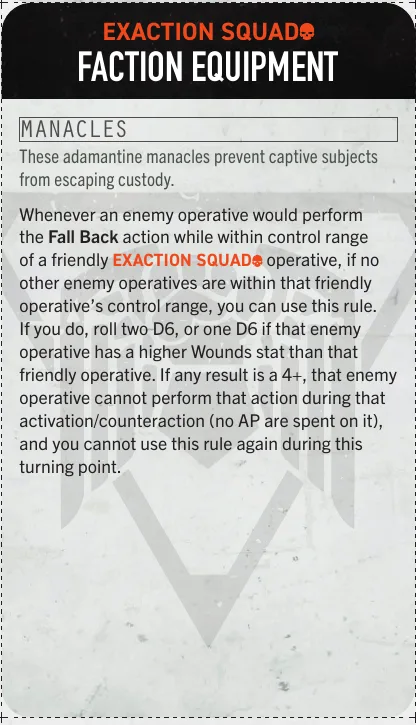 EXACTION SQUAD
FACTION EQUIPMENT
MANACLES
These adamantine manacles prevent captive subjects
from escaping custody.
Whenever an enemy operative would perform
the Fall Back action while within control range
of a friendly EXACTION SQUAD operative, if no
other enemy operatives are within that friendly
operative’s control range, you can use this rule.
If you do, roll two D6, or one D6 if that enemy
operative has a higher Wounds stat than that
friendly operative. If any result is a 4+, that enemy
operative cannot perform that action during that
activation/counteraction (no AP are spent on it),
and you cannot use this rule again during this
turning point.